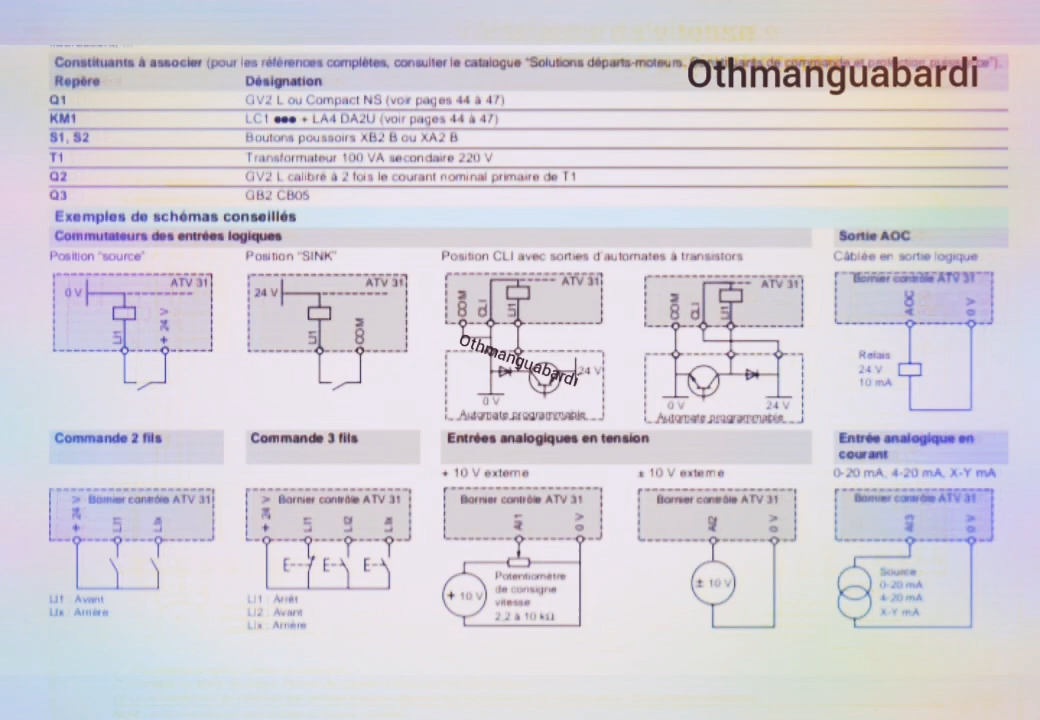 Constituants à associer (pour les références complètes, consulter le catalogue "Solutions départs-moteurs.
Othmanguabardi
Repère Désignation
Q1 GV2 L ou Compact NS (voir pages 44 à 47)
KM1 LC1 ●●● + LA4 DA2U (voir pages 44 à 47)
S1, S2 Boutons poussoirs XB2 B ou XA2 B
T1 Transformateur 100 VA secondaire 220 V
Q2 GV2 L calibré à 2 fois le courant nominal primaire de T1
Q3 GB2 CB05
Exemples de schémas conseillés
Commutateurs des entrées logiques
Position "source"
0 V ATV 31
LI1 + 24 V
Position "SINK"
24 V ATV 31
LI1 COM
Position CLI avec sorties d'automates à transistors
ATV 31
COM CLI LI1
Othmanguabardi
24 V
0 V
Automate programmable
ATV 31
COM CLI LI1
0 V 24 V
Automate programmable
Sortie AOC
Câblée en sortie logique
Bornier contrôle ATV 31
AOC 0 V
Relais
24 V
10 mA
Commande 2 fils
Bornier contrôle ATV 31
+ 24 V LI1 LIx
LI1 : Avant
LIx : Arrière
Commande 3 fils
Bornier contrôle ATV 31
+ 24 V LI1 LI2 LIx
LI1 : Arrêt
LI2 : Avant
LIx : Arrière
Entrées analogiques en tension
+ 10 V externe
Bornier contrôle ATV 31
AI1 0 V
+ 10 V
Potentiomètre
de consigne
vitesse
2,2 à 10 kΩ
± 10 V externe
Bornier contrôle ATV 31
AI2 0 V
± 10 V
Entrée analogique en
courant
0-20 mA, 4-20 mA, X-Y mA
Bornier contrôle ATV 31
AI3 0 V
Source
0-20 mA
4-20 mA
X-Y mA